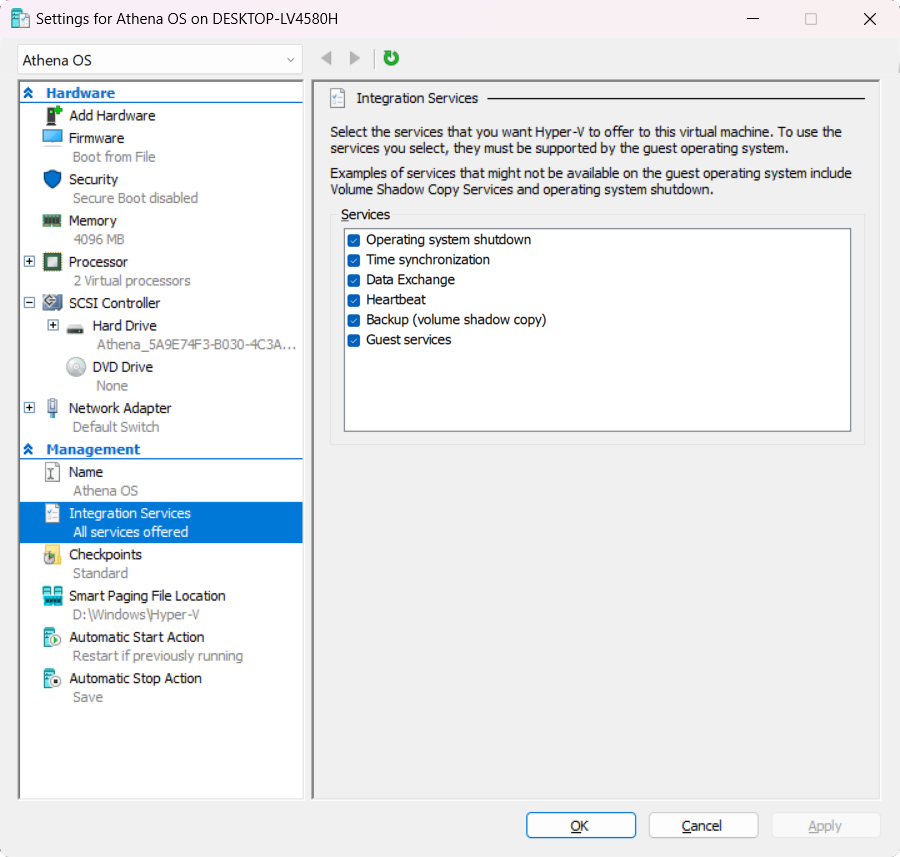 Settings for Athena OS on DESKTOP-LV4580H
Athena OS
Hardware
Add Hardware
Firmware
Boot from File
Security
Secure Boot disabled
Memory
4096 MB
Processor
2 Virtual processors
SCSI Controller
Hard Drive
Athena_5A9E74F3-B030-4C3A...
DVD Drive
None
Network Adapter
Default Switch
Management
Name
Athena OS
Integration Services
All services offered
Checkpoints
Standard
Smart Paging File Location
D:\Windows\Hyper-V
Automatic Start Action
Restart if previously running
Automatic Stop Action
Save
Integration Services
Select the services that you want Hyper-V to offer to this virtual machine. To use the
services you select, they must be supported by the guest operating system.
Examples of services that might not be available on the guest operating system include
Volume Shadow Copy Services and operating system shutdown.
Services
Operating system shutdown
Time synchronization
Data Exchange
Heartbeat
Backup (volume shadow copy)
Guest services
OK
Cancel
Apply